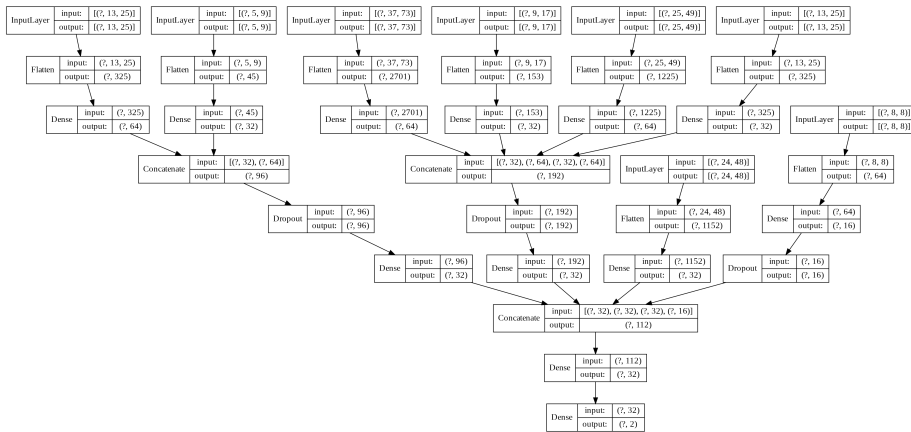 InputLayer input: [(?, 13, 25)] output: [(?, 13, 25)]
InputLayer input: [(?, 5, 9)] output: [(?, 5, 9)]
InputLayer input: [(?, 37, 73)] output: [(?, 37, 73)]
InputLayer input: [(?, 9, 17)] output: [(?, 9, 17)]
InputLayer input: [(?, 25, 49)] output: [(?, 25, 49)]
InputLayer input: [(?, 13, 25)] output: [(?, 13, 25)]
Flatten input: (?, 13, 25) output: (?, 325)
Flatten input: (?, 5, 9) output: (?, 45)
Flatten input: (?, 37, 73) output: (?, 2701)
Flatten input: (?, 9, 17) output: (?, 153)
Flatten input: (?, 25, 49) output: (?, 1225)
Flatten input: (?, 13, 25) output: (?, 325)
Dense input: (?, 325) output: (?, 64)
Dense input: (?, 45) output: (?, 32)
Dense input: (?, 2701) output: (?, 64)
Dense input: (?, 153) output: (?, 32)
Dense input: (?, 1225) output: (?, 64)
Dense input: (?, 325) output: (?, 32)
InputLayer input: [(?, 8, 8)] output: [(?, 8, 8)]
Concatenate input: [(?, 32), (?, 64)] output: (?, 96)
Concatenate input: [(?, 32), (?, 64), (?, 32), (?, 64)] output: (?, 192)
InputLayer input: [(?, 24, 48)] output: [(?, 24, 48)]
Flatten input: (?, 8, 8) output: (?, 64)
Dropout input: (?, 96) output: (?, 96)
Dropout input: (?, 192) output: (?, 192)
Flatten input: (?, 24, 48) output: (?, 1152)
Dense input: (?, 64) output: (?, 16)
Dense input: (?, 96) output: (?, 32)
Dense input: (?, 192) output: (?, 32)
Dense input: (?, 1152) output: (?, 32)
Dropout input: (?, 16) output: (?, 16)
Concatenate input: [(?, 32), (?, 32), (?, 32), (?, 16)] output: (?, 112)
Dense input: (?, 112) output: (?, 32)
Dense input: (?, 32) output: (?, 2)